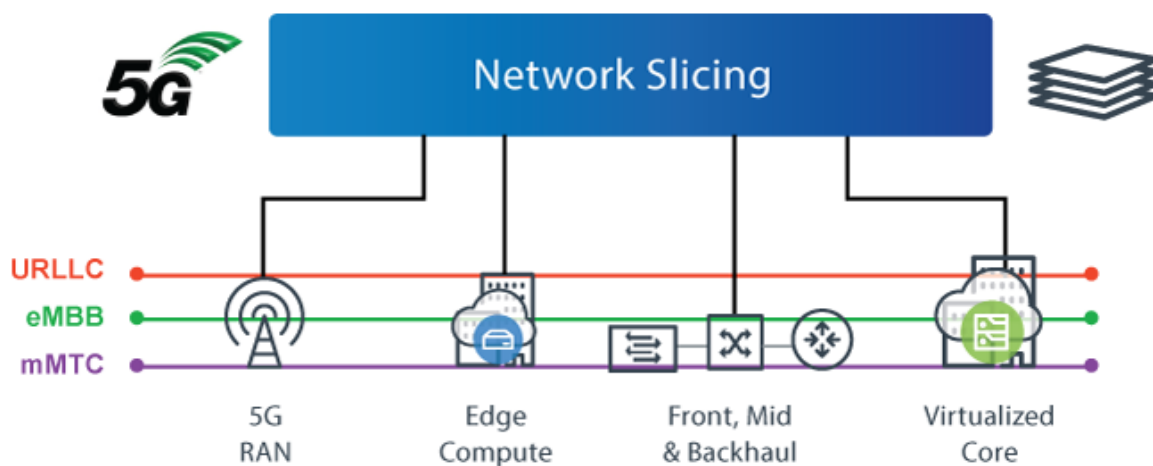 5G
Network Slicing
URLLC
eMBB
mMTC
5G
RAN
Edge
Compute
Front, Mid
& Backhaul
Virtualized
Core